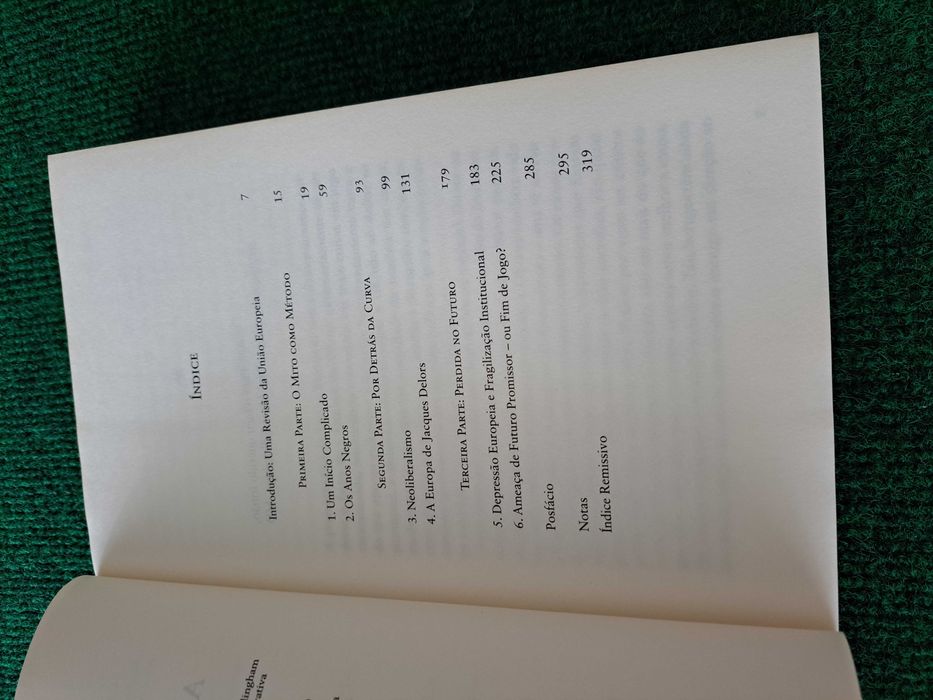 ÍNDICE
Introdução: Uma Revisão da União Europeia 7
PRIMEIRA PARTE: O MITO COMO MÉTODO 15
1. Um Início Complicado 19
2. Os Anos Negros 59
SEGUNDA PARTE: POR DETRÁS DA CURVA 93
3. Neoliberalismo 99
4. A Europa de Jacques Delors 131
TERCEIRA PARTE: PERDIDA NO FUTURO 179
5. Depressão Europeia e Fragilização Institucional 183
6. Ameaça de Futuro Promissor – ou Fim de Jogo? 225
Posfácio 285
Notas 295
Índice Remissivo 319